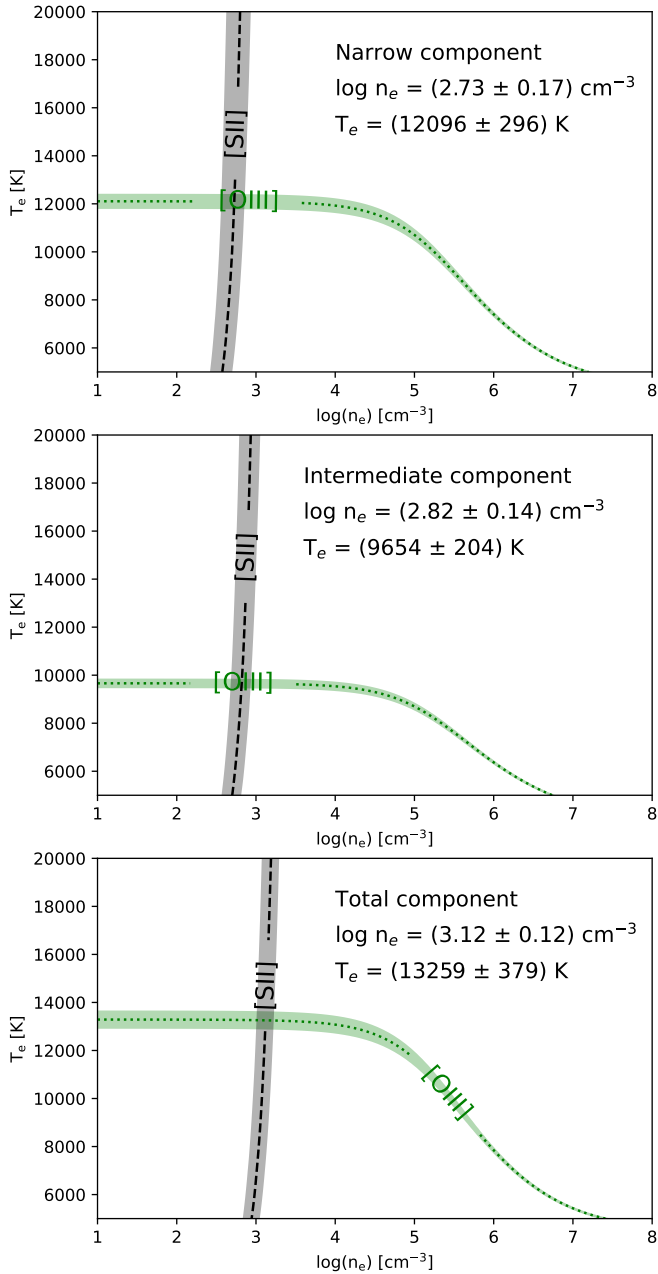 20000
18000
16000
14000
12000
10000
8000
6000
T_e [K]
Narrow component
log n_e = (2.73 ± 0.17) cm⁻³
T_e = (12096 ± 296) K
[SII]
[OIII]
1 2 3 4 5 6 7 8
log(n_e) [cm⁻³]
20000
18000
16000
14000
12000
10000
8000
6000
T_e [K]
Intermediate component
log n_e = (2.82 ± 0.14) cm⁻³
T_e = (9654 ± 204) K
[SII]
[OIII]
1 2 3 4 5 6 7 8
log(n_e) [cm⁻³]
20000
18000
16000
14000
12000
10000
8000
6000
T_e [K]
Total component
log n_e = (3.12 ± 0.12) cm⁻³
T_e = (13259 ± 379) K
[SII]
[OIII]
1 2 3 4 5 6 7 8
log(n_e) [cm⁻³]